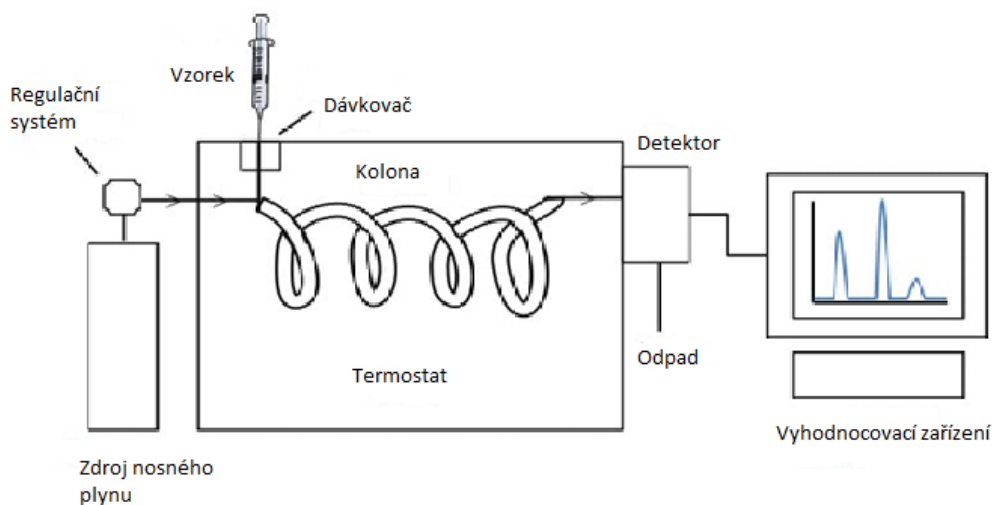 Vzorek
Regulační
systém
Dávkovač
Detektor
Kolona
Termostat
Odpad
Vyhodnocovací zařízení
Zdroj nosného
plynu